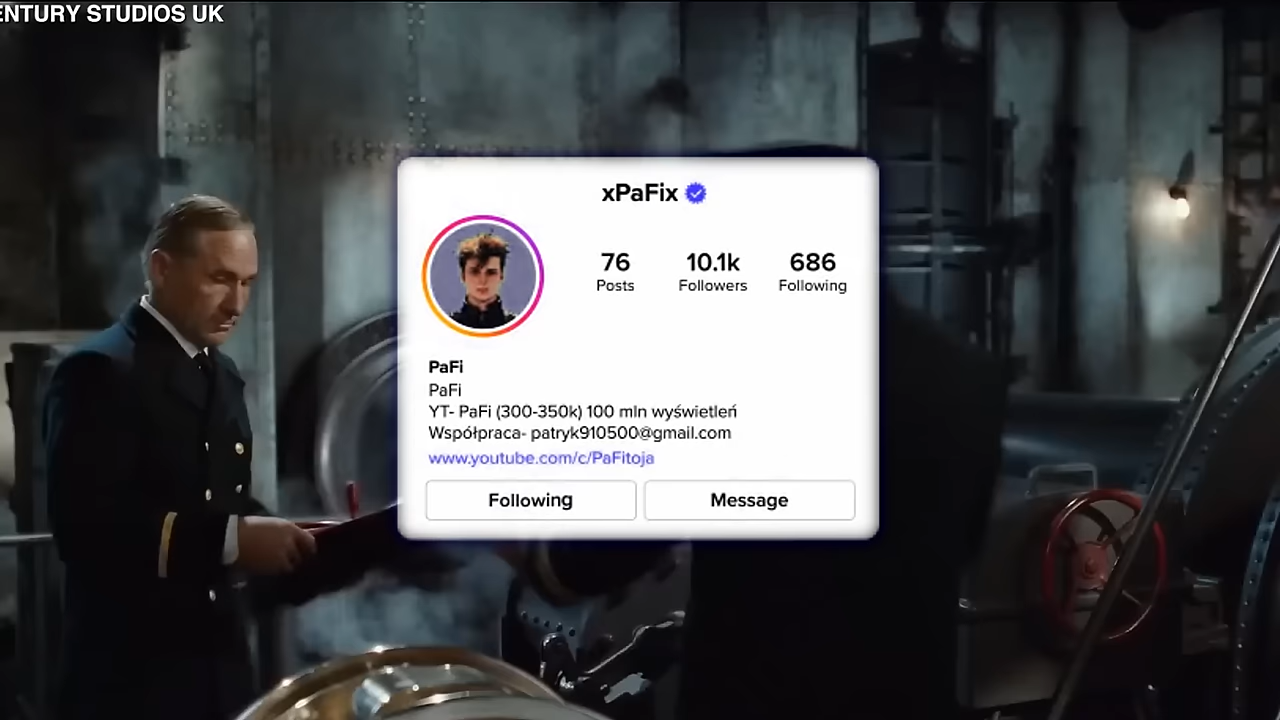 ENTURY STUDIOS UK
xPaFix
76
10.1k
686
Posts
Followers
Following
PaFi
PaFi
YT- PaFi (300-350k) 100 mln wyświetleń
Współpraca- patryk910500@gmail.com
www.youtube.com/c/PaFitoja
Following
Message